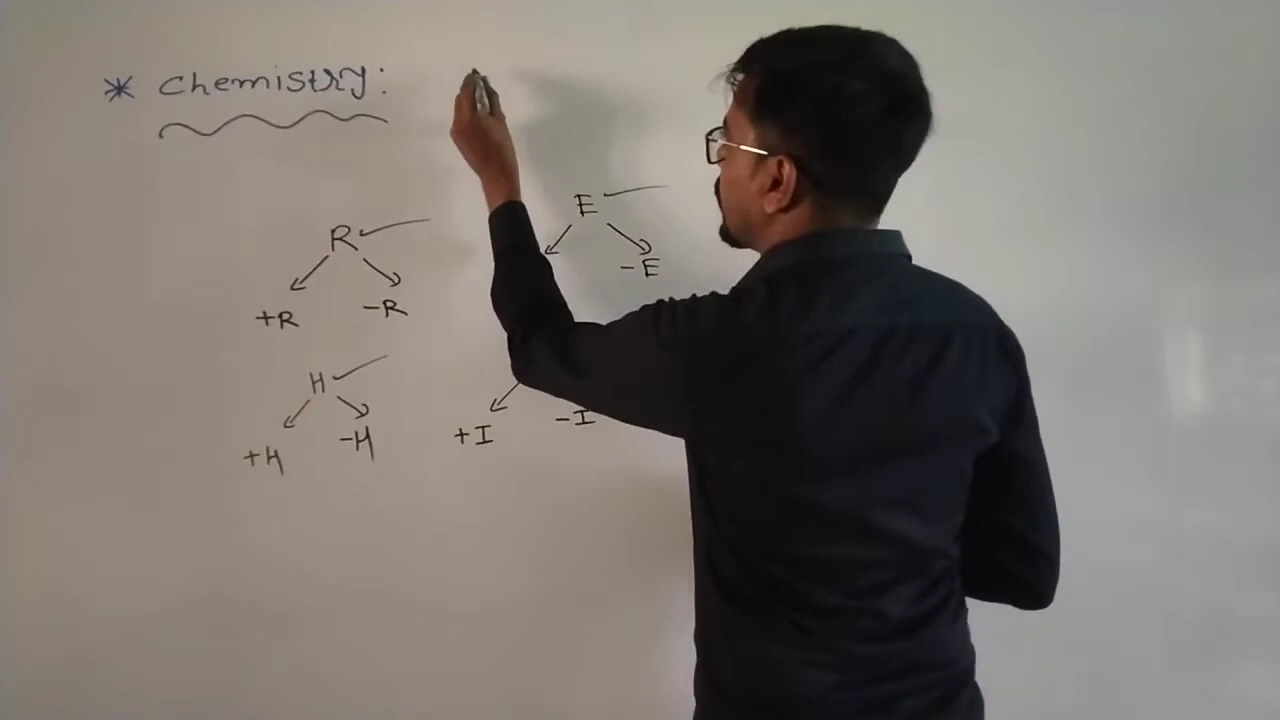 * Chemistry:
E
R
-E
+R -R
H
+I -I
+H -H